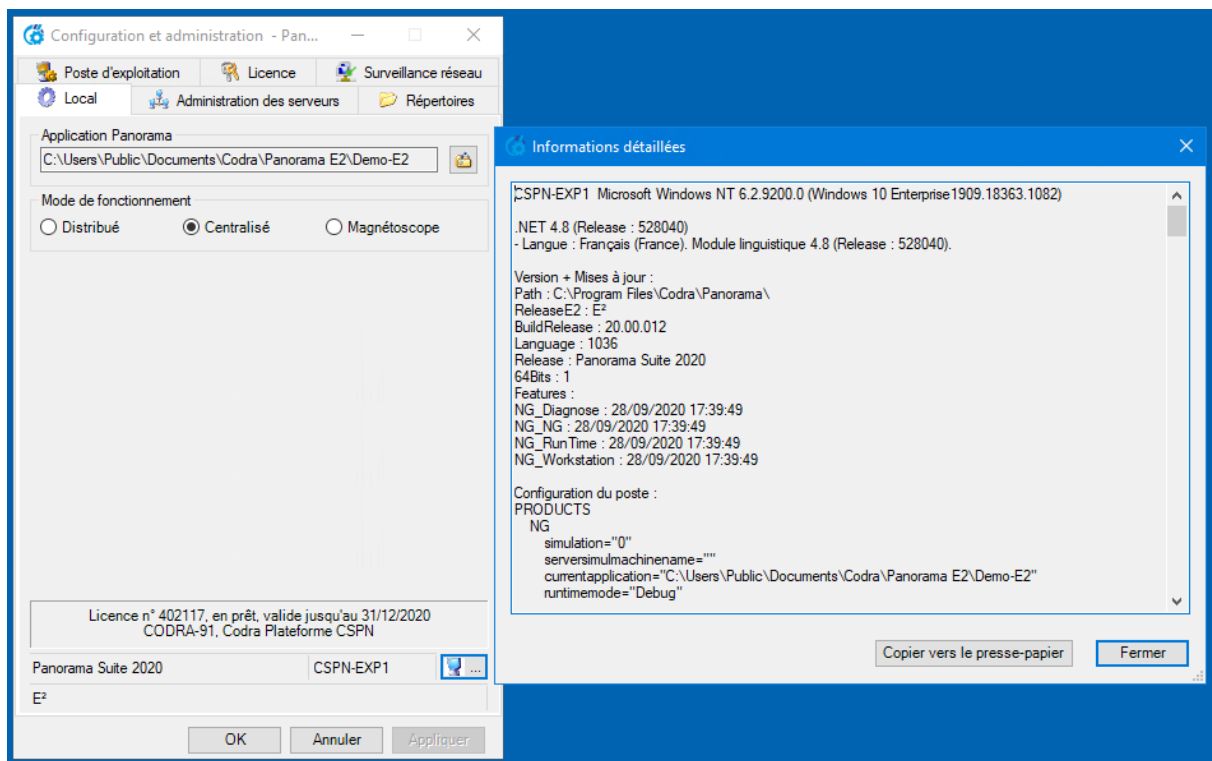 Configuration et administration - Pan...
Poste d'exploitation Licence Surveillance réseau
Local Administration des serveurs Répertoires
Application Panorama
C:\Users\Public\Documents\Codra\Panorama E2\Demo-E2
Mode de fonctionnement
Distribué Centralisé Magnétoscope
Licence n° 402117, en prêt, valide jusqu'au 31/12/2020
CODRA-91, Codra Plateforme CSPN
Panorama Suite 2020 CSPN-EXP1 ...
E²
OK Annuler Appliquer
Informations détaillées
CSPN-EXP1 Microsoft Windows NT 6.2.9200.0 (Windows 10 Enterprise1909.18363.1082)
.NET 4.8 (Release : 528040)
- Langue : Français (France). Module linguistique 4.8 (Release : 528040).
Version + Mises à jour :
Path : C:\Program Files\Codra\Panorama\
ReleaseE2 : E²
BuildRelease : 20.00.012
Language : 1036
Release : Panorama Suite 2020
64Bits : 1
Features :
NG_Diagnose : 28/09/2020 17:39:49
NG_NG : 28/09/2020 17:39:49
NG_RunTime : 28/09/2020 17:39:49
NG_Workstation : 28/09/2020 17:39:49
Configuration du poste :
PRODUCTS
NG
simulation="0"
serversimulmachinename=""
currentapplication="C:\Users\Public\Documents\Codra\Panorama E2\Demo-E2"
runtimemode="Debug"
Copier vers le presse-papier Fermer